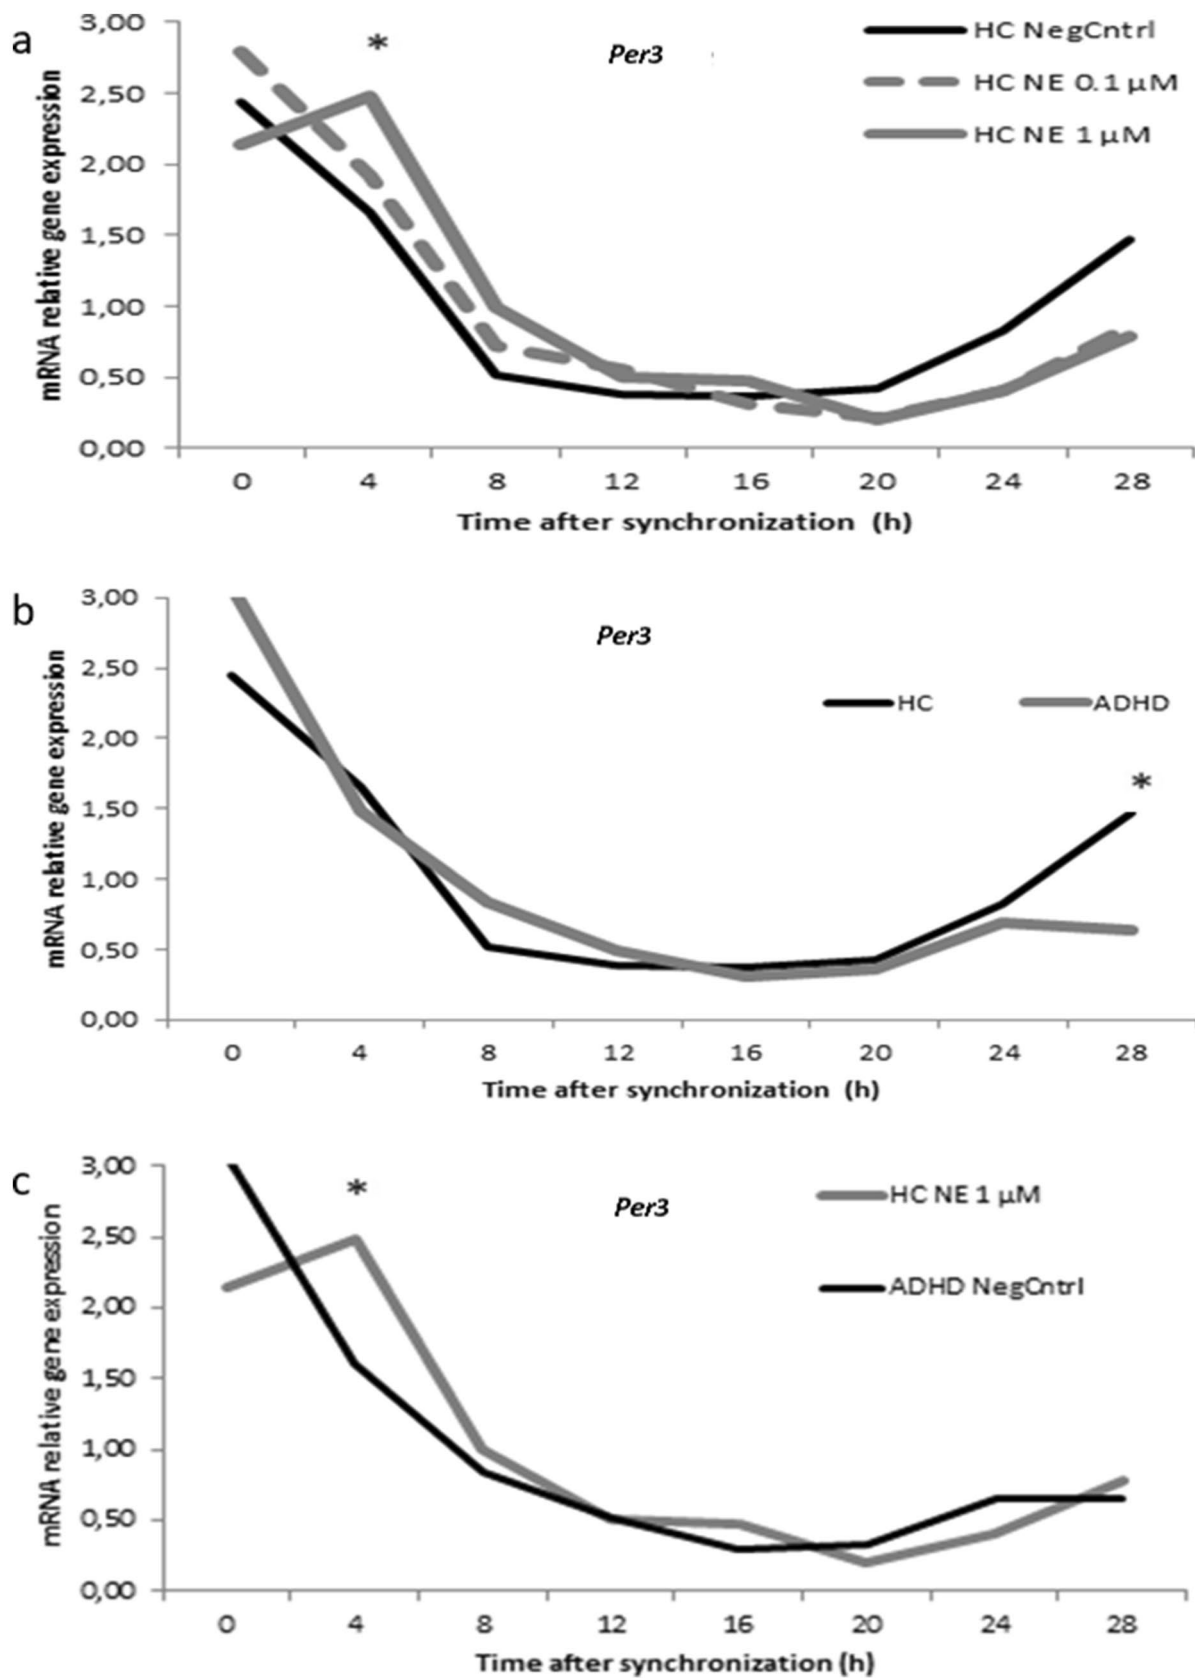 a
Per3
*
HC NegCntrl
HC NE 0.1 µM
HC NE 1 µM
mRNA relative gene expression
3,00
2,50
2,00
1,50
1,00
0,50
0,00
0 4 8 12 16 20 24 28
Time after synchronization (h)
b
Per3
HC ADHD
*
mRNA relative gene expression
3,00
2,50
2,00
1,50
1,00
0,50
0,00
0 4 8 12 16 20 24 28
Time after synchronization (h)
c
*
Per3
HC NE 1 µM
ADHD NegCntrl
mRNA relative gene expression
3,00
2,50
2,00
1,50
1,00
0,50
0,00
0 4 8 12 16 20 24 28
Time after synchronization (h)